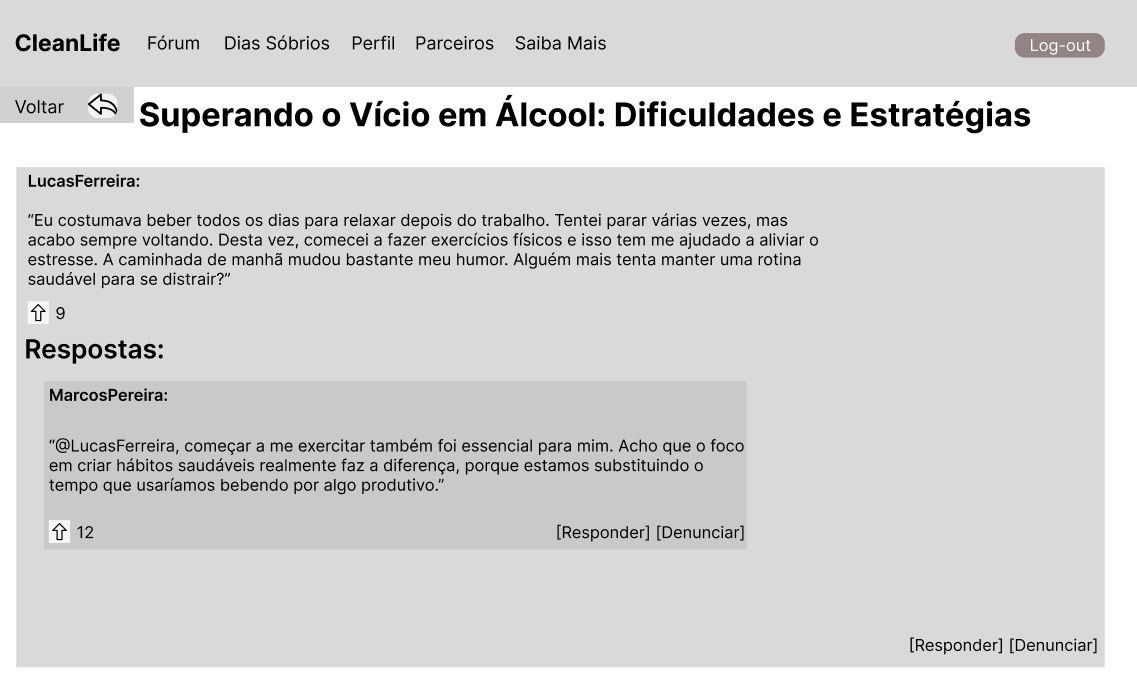 CleanLife Fórum Dias Sóbrios Perfil Parceiros Saiba Mais Log-out
Voltar
Superando o Vício em Álcool: Dificuldades e Estratégias
LucasFerreira:
“Eu costumava beber todos os dias para relaxar depois do trabalho. Tentei parar várias vezes, mas
acabo sempre voltando. Desta vez, comecei a fazer exercícios físicos e isso tem me ajudado a aliviar o
estresse. A caminhada de manhã mudou bastante meu humor. Alguém mais tenta manter uma rotina
saudável para se distrair?”
9
Respostas:
MarcosPereira:
“@LucasFerreira, começar a me exercitar também foi essencial para mim. Acho que o foco
em criar hábitos saudáveis realmente faz a diferença, porque estamos substituindo o
tempo que usaríamos bebendo por algo produtivo.”
12 [Responder] [Denunciar]
[Responder] [Denunciar]